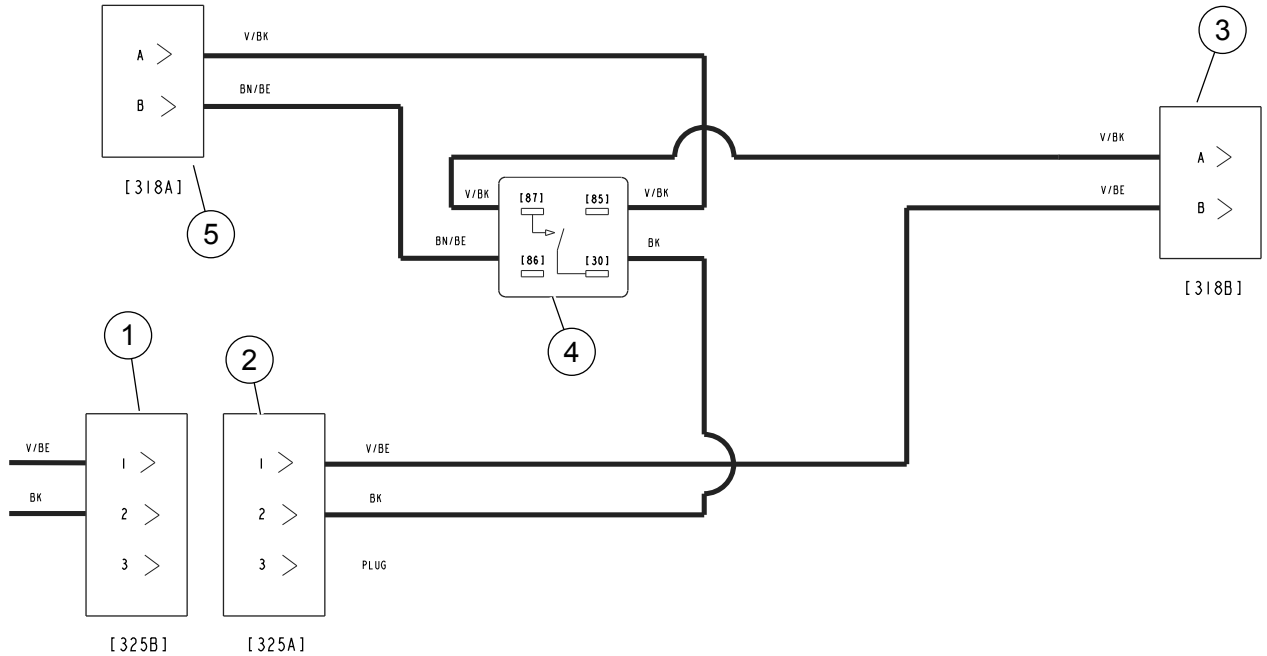 V/BK
A
BN/BE
B
[318A]
5
3
V/BK
A
V/BE
B
[318B]
V/BK
[87]
[85]
V/BK
BN/BE
[86]
[30]
BK
4
1
2
V/BE
1
BK
2
3
[325B]
1
V/BE
2
BK
3
PLUG
[325A]